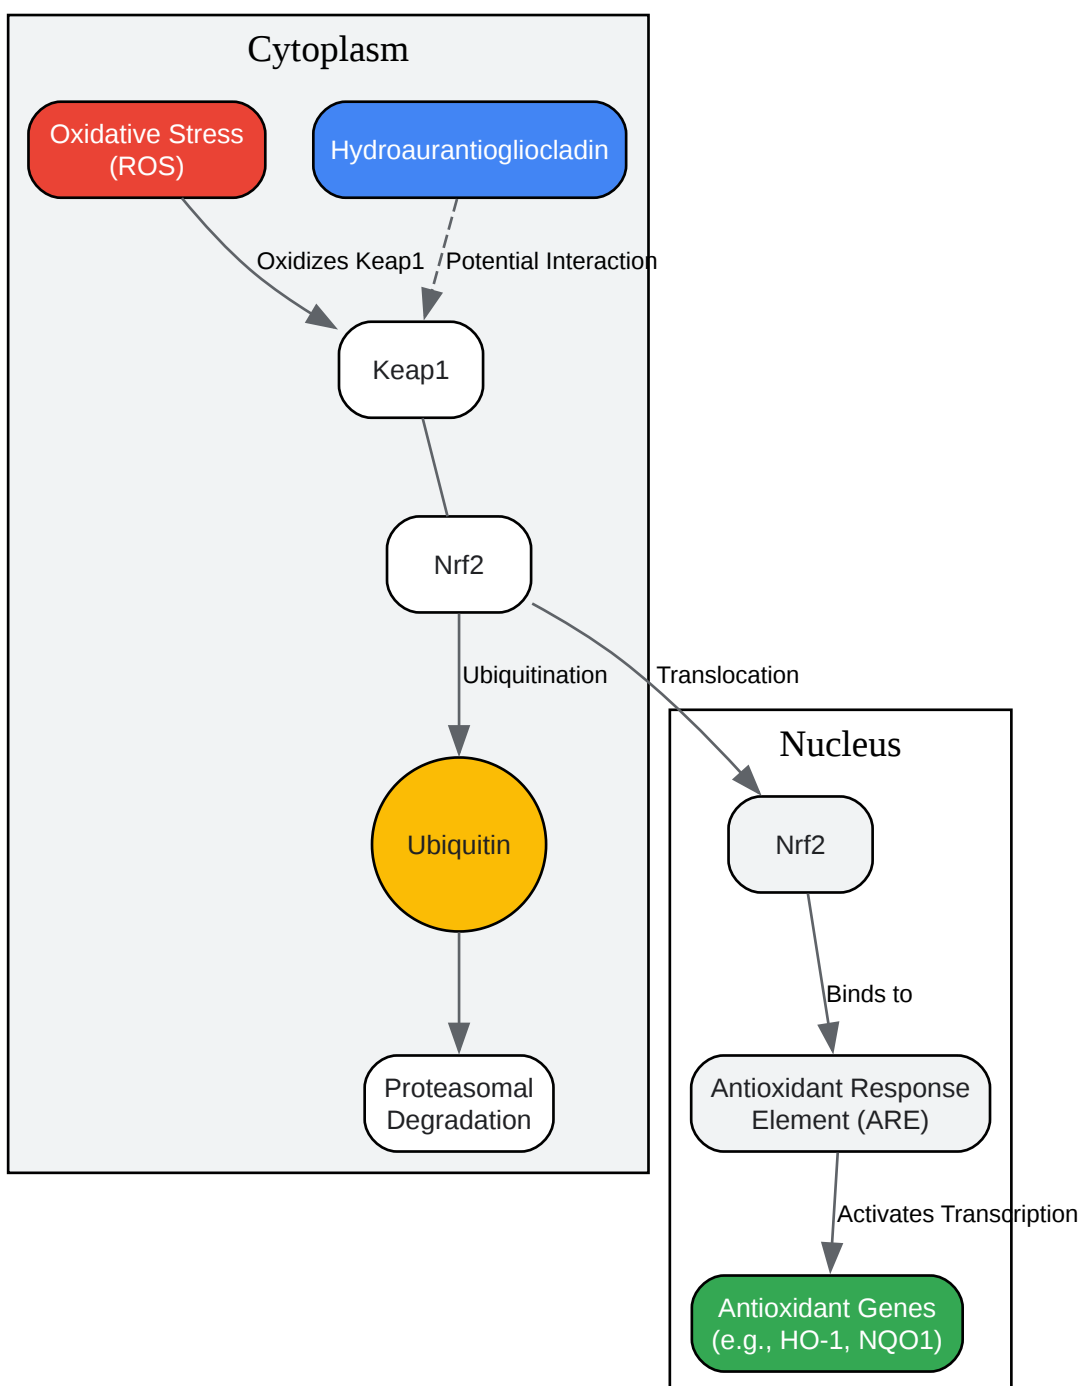 Cytoplasm
Oxidative Stress
(ROS)
Hydroaurantiogliocladin
Oxidizes Keap1
Potential Interaction
Keap1
Nrf2
Ubiquitination
Translocation
Nucleus
Ubiquitin
Nrf2
Binds to
Proteasomal
Degradation
Antioxidant Response
Element (ARE)
Activates Transcription
Antioxidant Genes
(e.g., HO-1, NQO1)